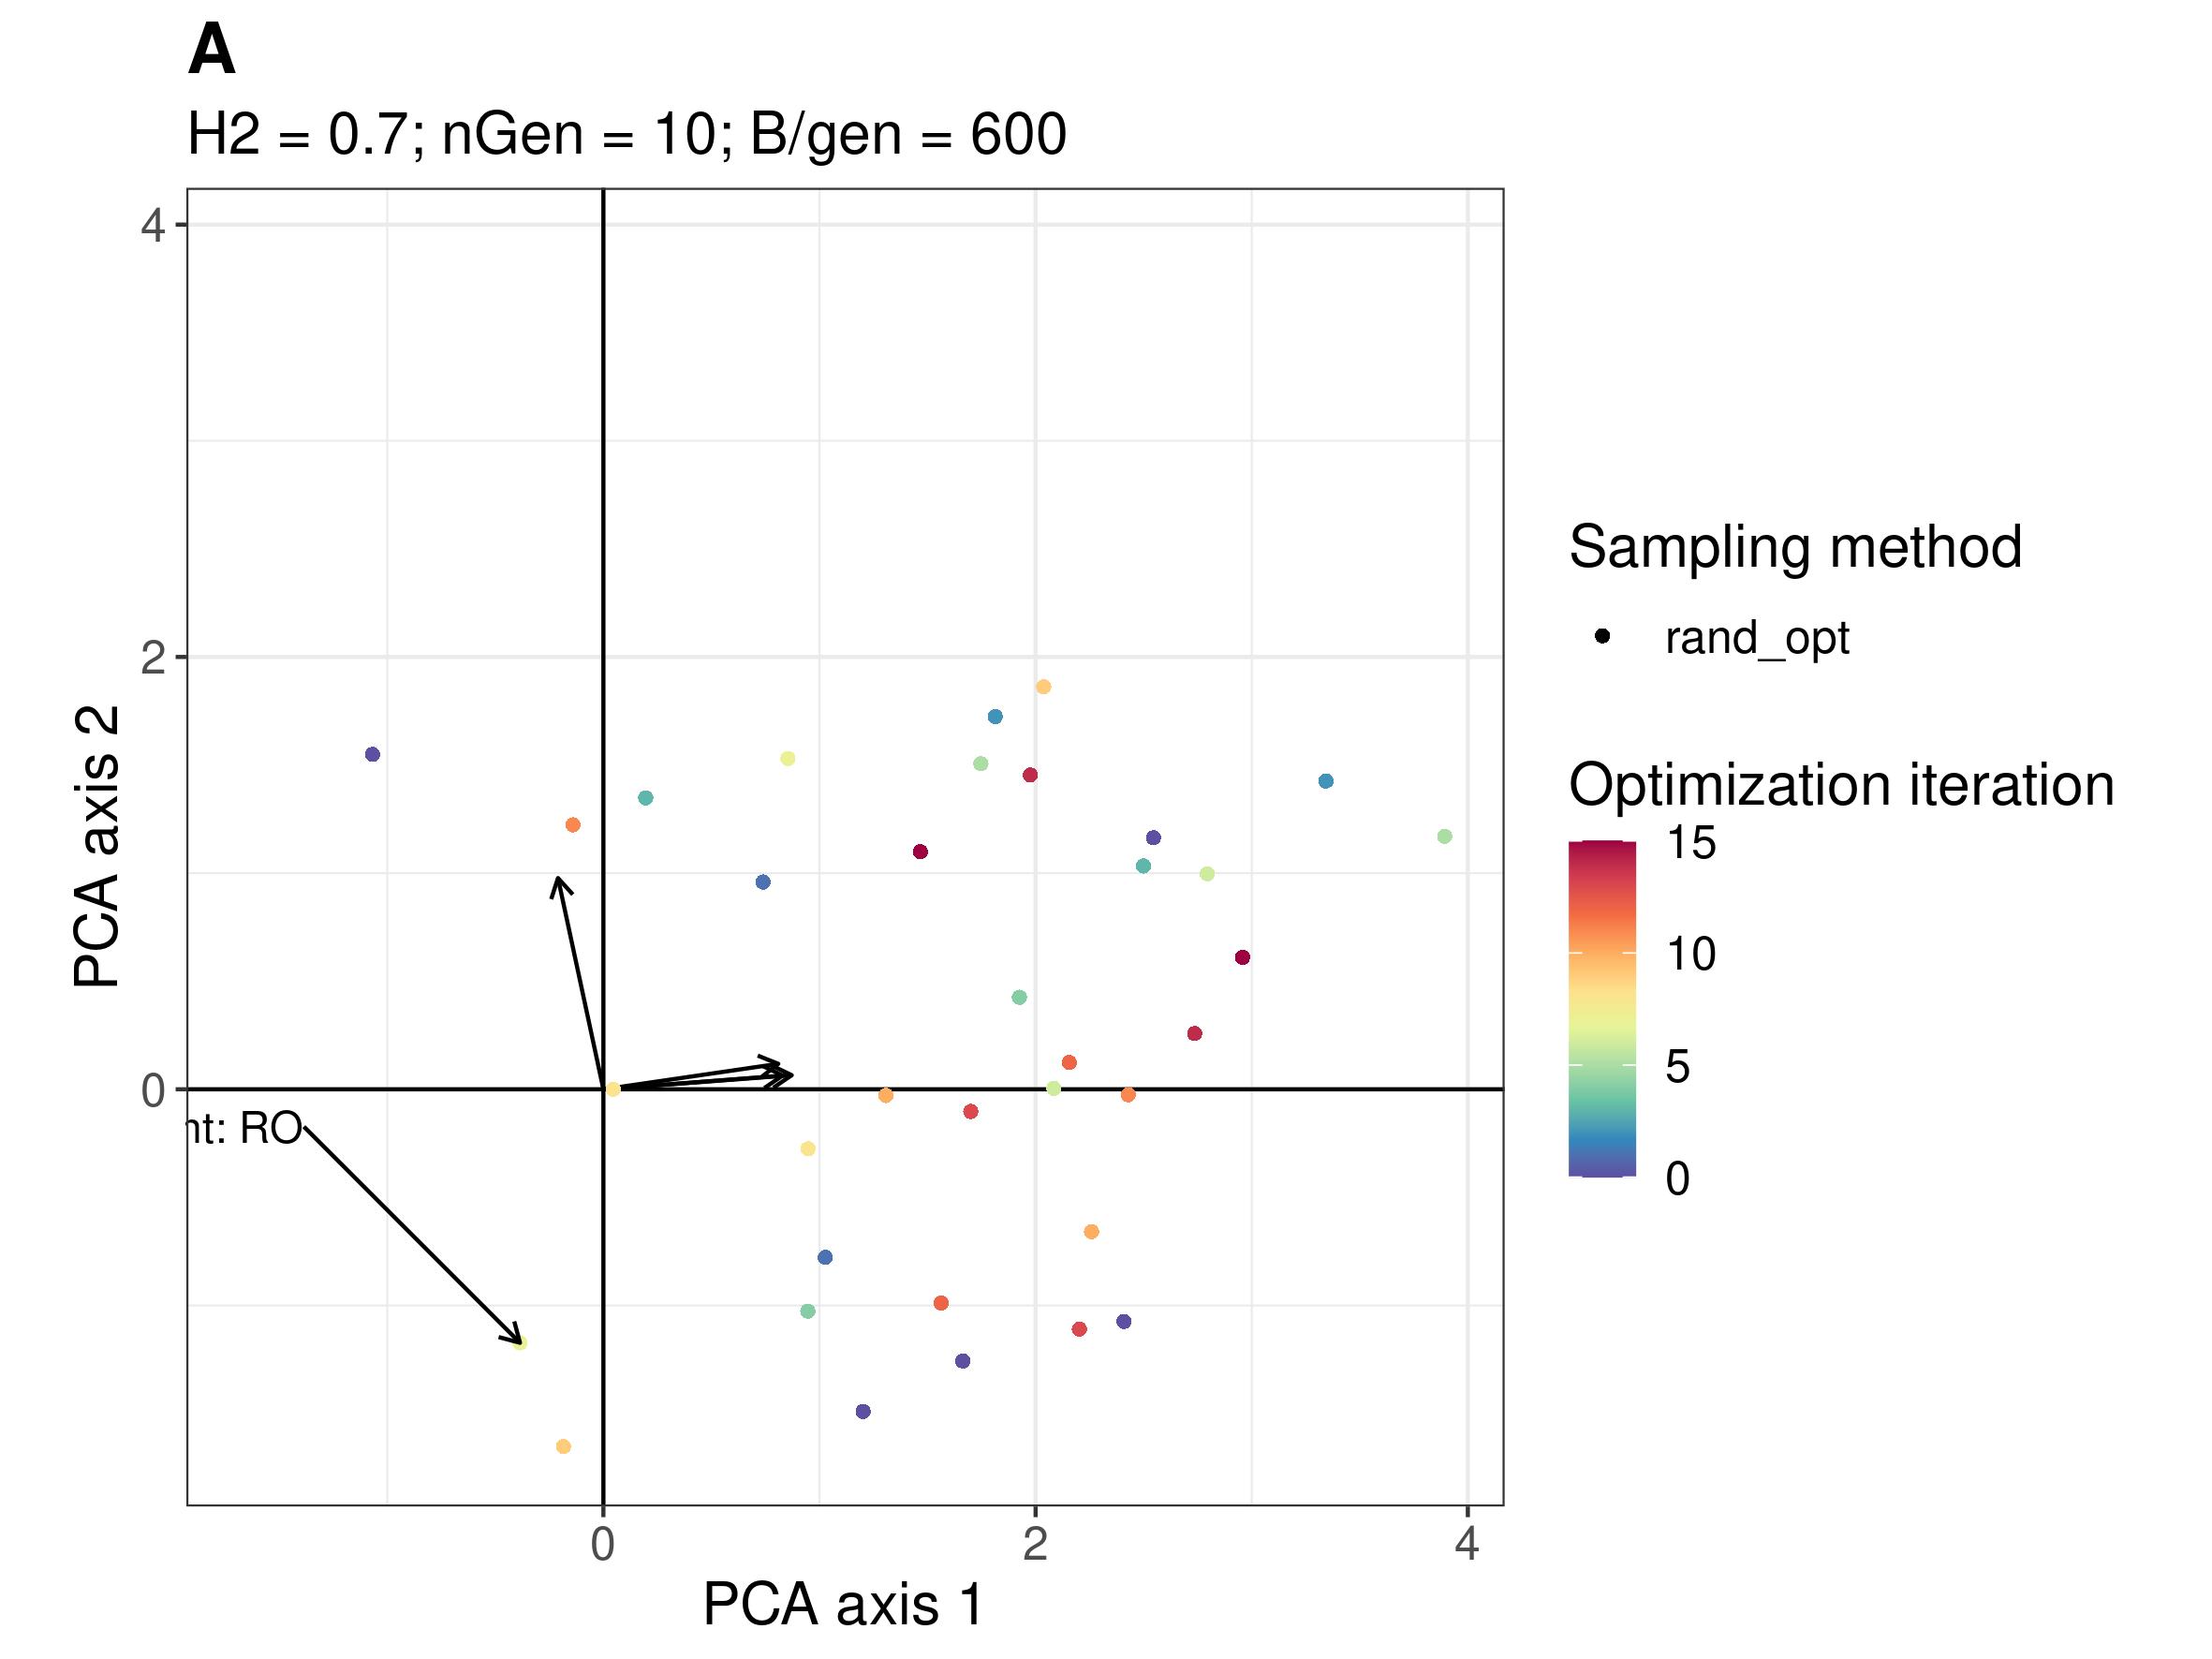 A
H2 = 0.7; nGen = 10; B/gen = 600
4
2
0
nt: RO
PCA axis 2
0
2
4
PCA axis 1
Sampling method
rand_opt
Optimization iteration
15
10
5
0